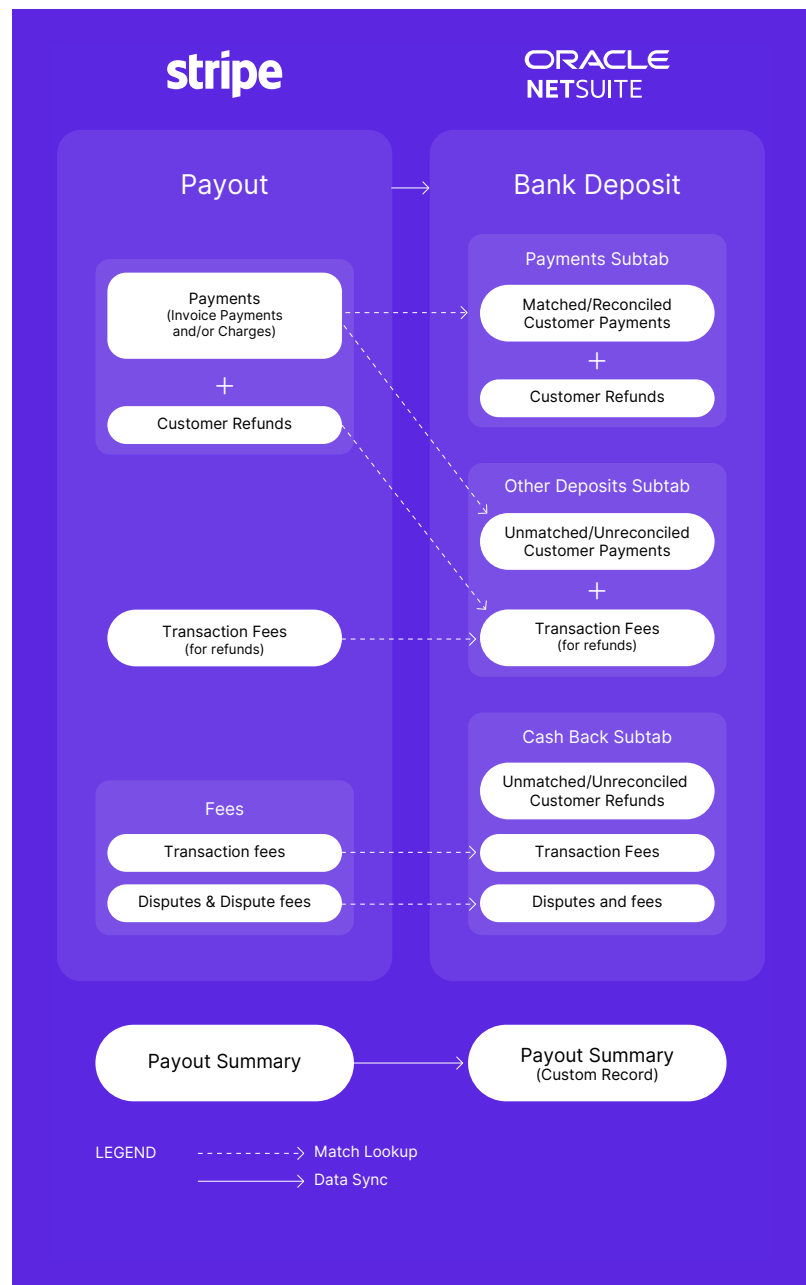 stripe
ORACLE
NETSUITE
Payout
Bank Deposit
Payments
(Invoice Payments
and/or Charges)
+
Customer Refunds
Transaction Fees
(for refunds)
Fees
Transaction fees
Disputes & Dispute fees
Payments Subtab
Matched/Reconciled
Customer Payments
+
Customer Refunds
Other Deposits Subtab
Unmatched/Unreconciled
Customer Payments
+
Transaction Fees
(for refunds)
Cash Back Subtab
Unmatched/Unreconciled
Customer Refunds
Transaction Fees
Disputes and fees
Payout Summary
Payout Summary
(Custom Record)
LEGEND
Match Lookup
Data Sync